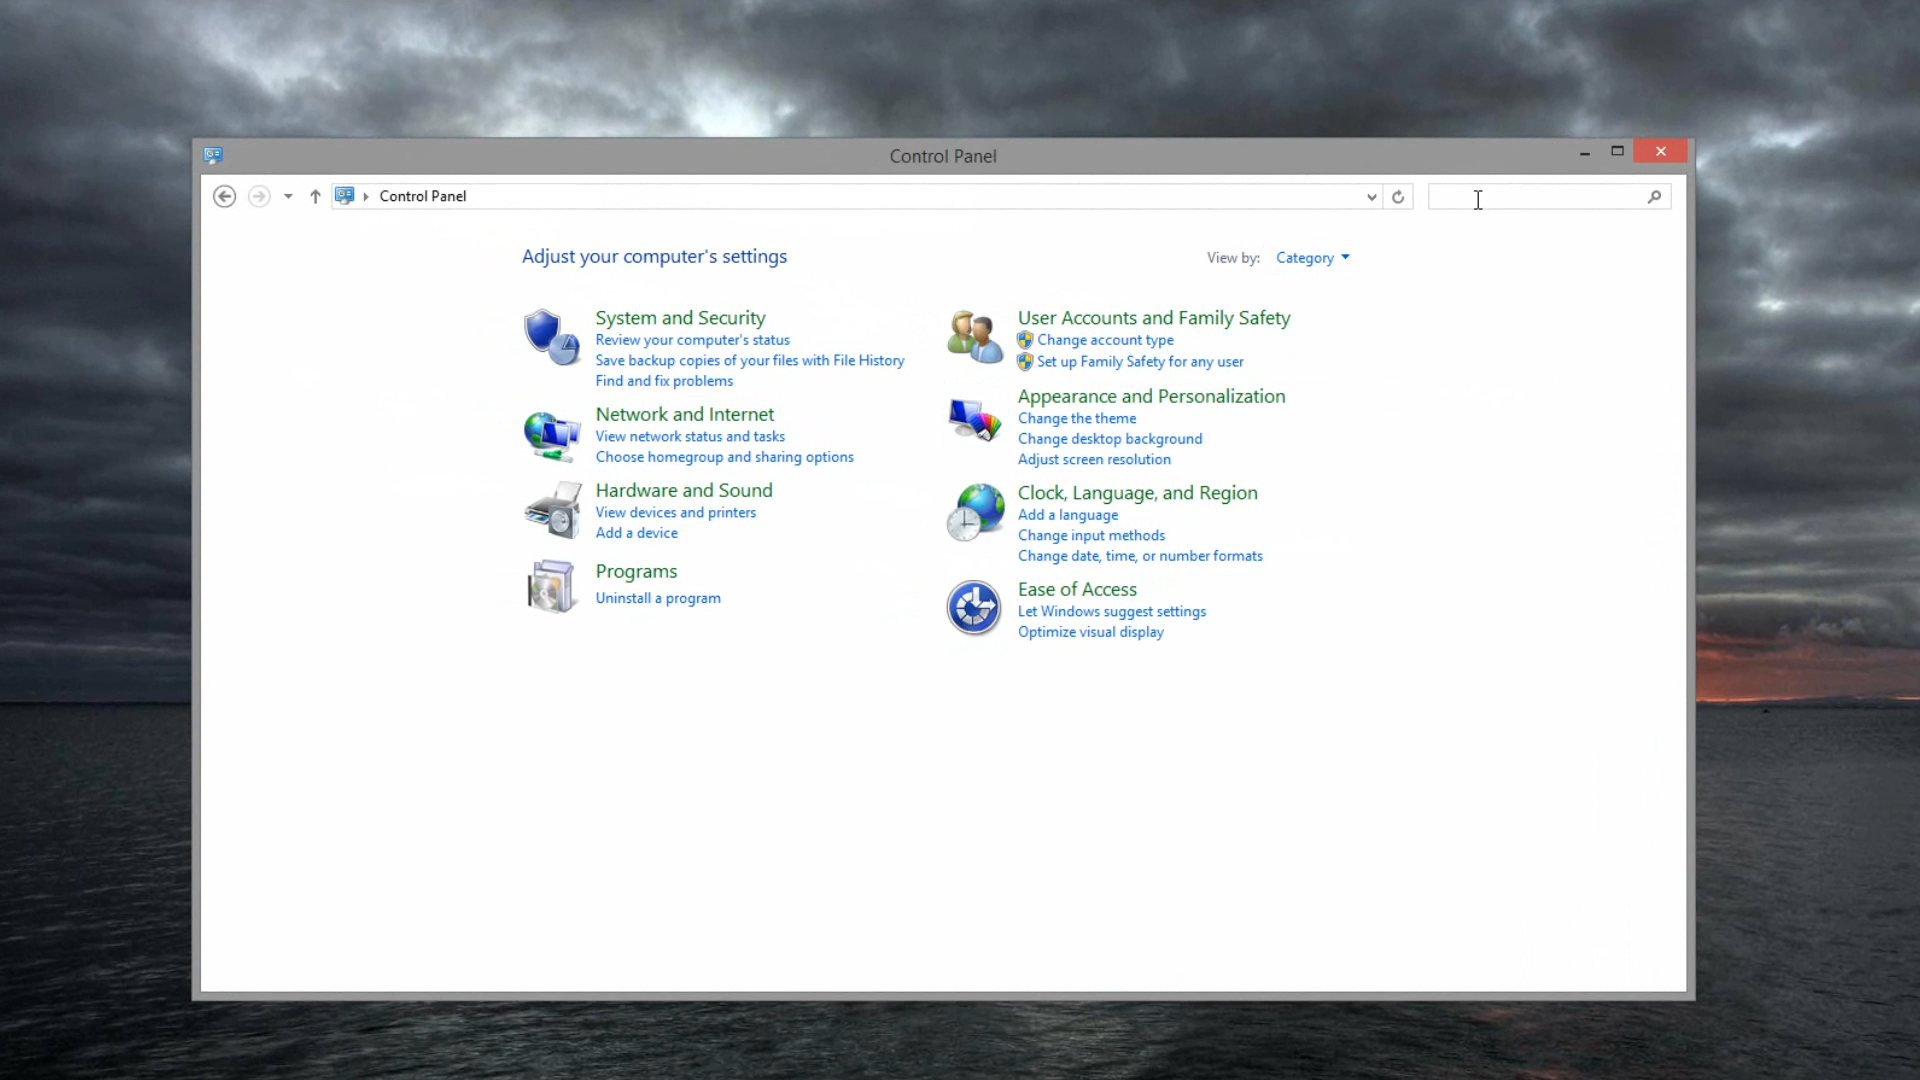 Control Panel
Control Panel
Adjust your computer's settings
View by: Category
System and Security
Review your computer's status
Save backup copies of your files with File History
Find and fix problems
Network and Internet
View network status and tasks
Choose homegroup and sharing options
Hardware and Sound
View devices and printers
Add a device
Programs
Uninstall a program
User Accounts and Family Safety
Change account type
Set up Family Safety for any user
Appearance and Personalization
Change the theme
Change desktop background
Adjust screen resolution
Clock, Language, and Region
Add a language
Change input methods
Change date, time, or number formats
Ease of Access
Let Windows suggest settings
Optimize visual display